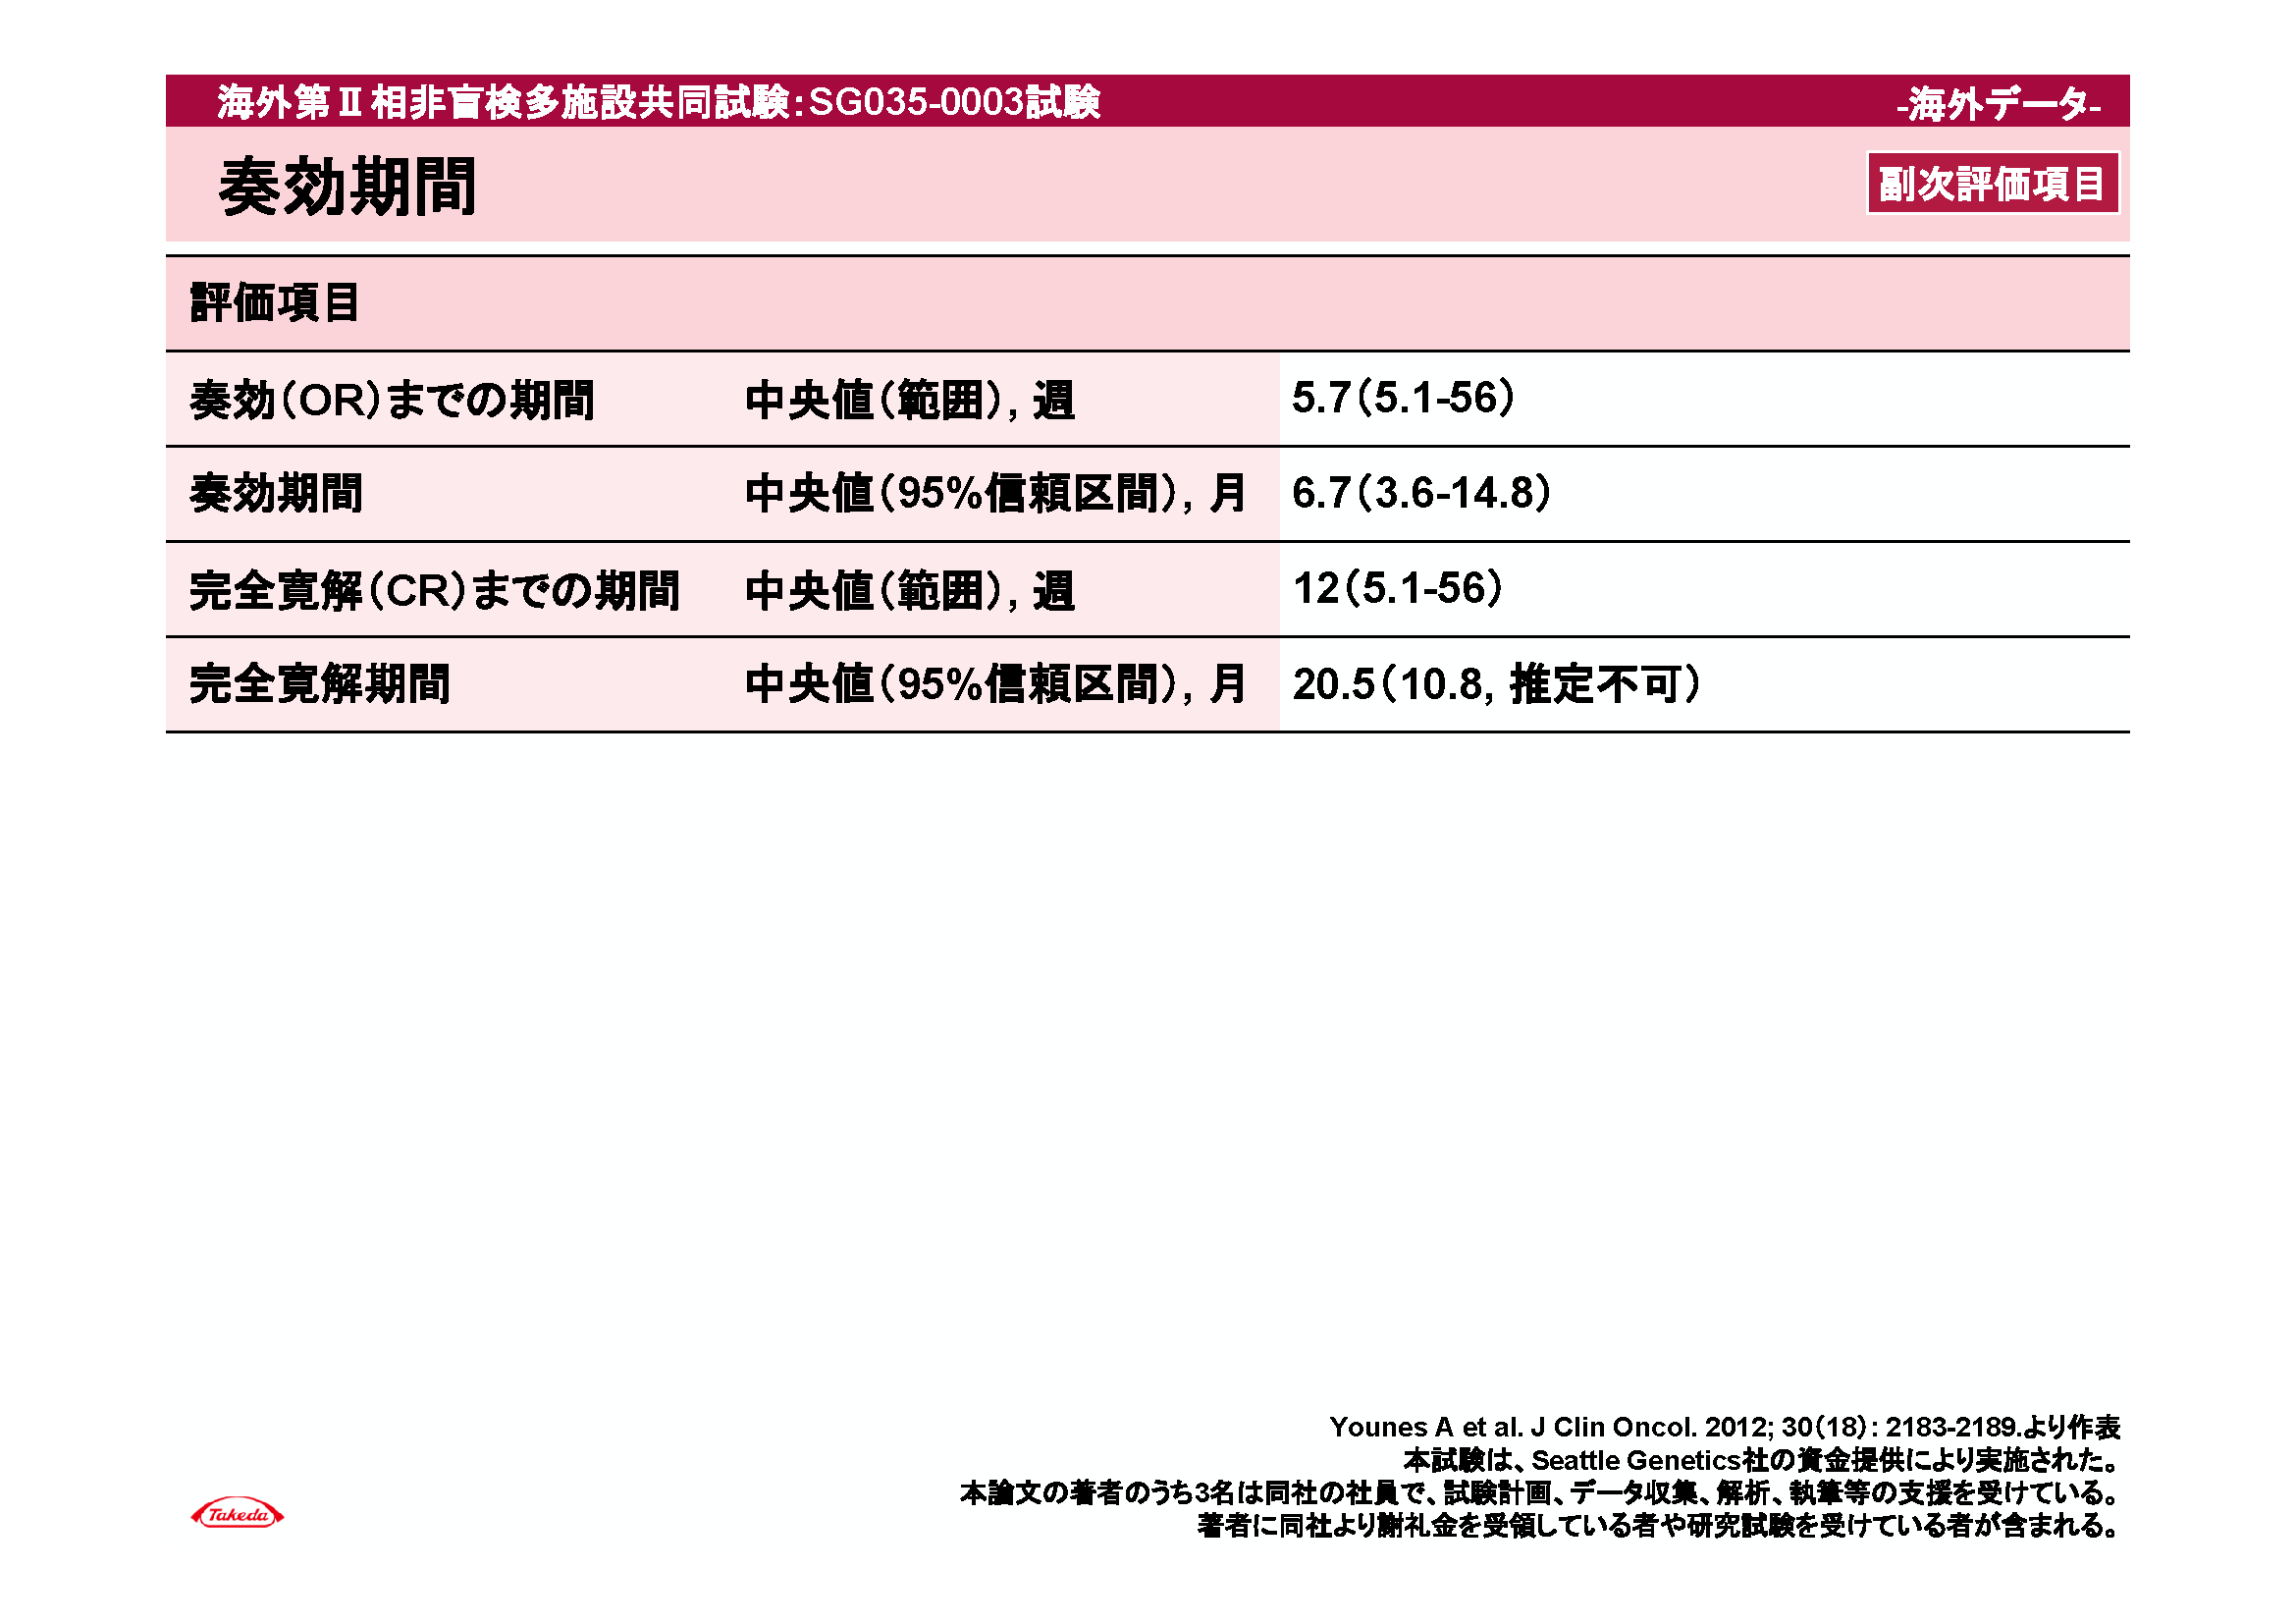 海外第Ⅱ相非盲検多施設共同試験：SG035-0003試験 -海外データ-
奏効期間 副次評価項目
評価項目
奏効（OR）までの期間 中央値（範囲）, 週 5.7（5.1-56）
奏効期間 中央値（95%信頼区間）, 月 6.7（3.6-14.8）
完全寛解（CR）までの期間 中央値（範囲）, 週 12（5.1-56）
完全寛解期間 中央値（95%信頼区間）, 月 20.5（10.8, 推定不可）
Younes A et al. J Clin Oncol. 2012; 30（18）: 2183-2189.より作表
本試験は、Seattle Genetics社の資金提供により実施された。
本論文の著者のうち3名は同社の社員で、試験計画、データ収集、解析、執筆等の支援を受けている。
著者に同社より謝礼金を受領している者や研究試験を受けている者が含まれる。
Takeda